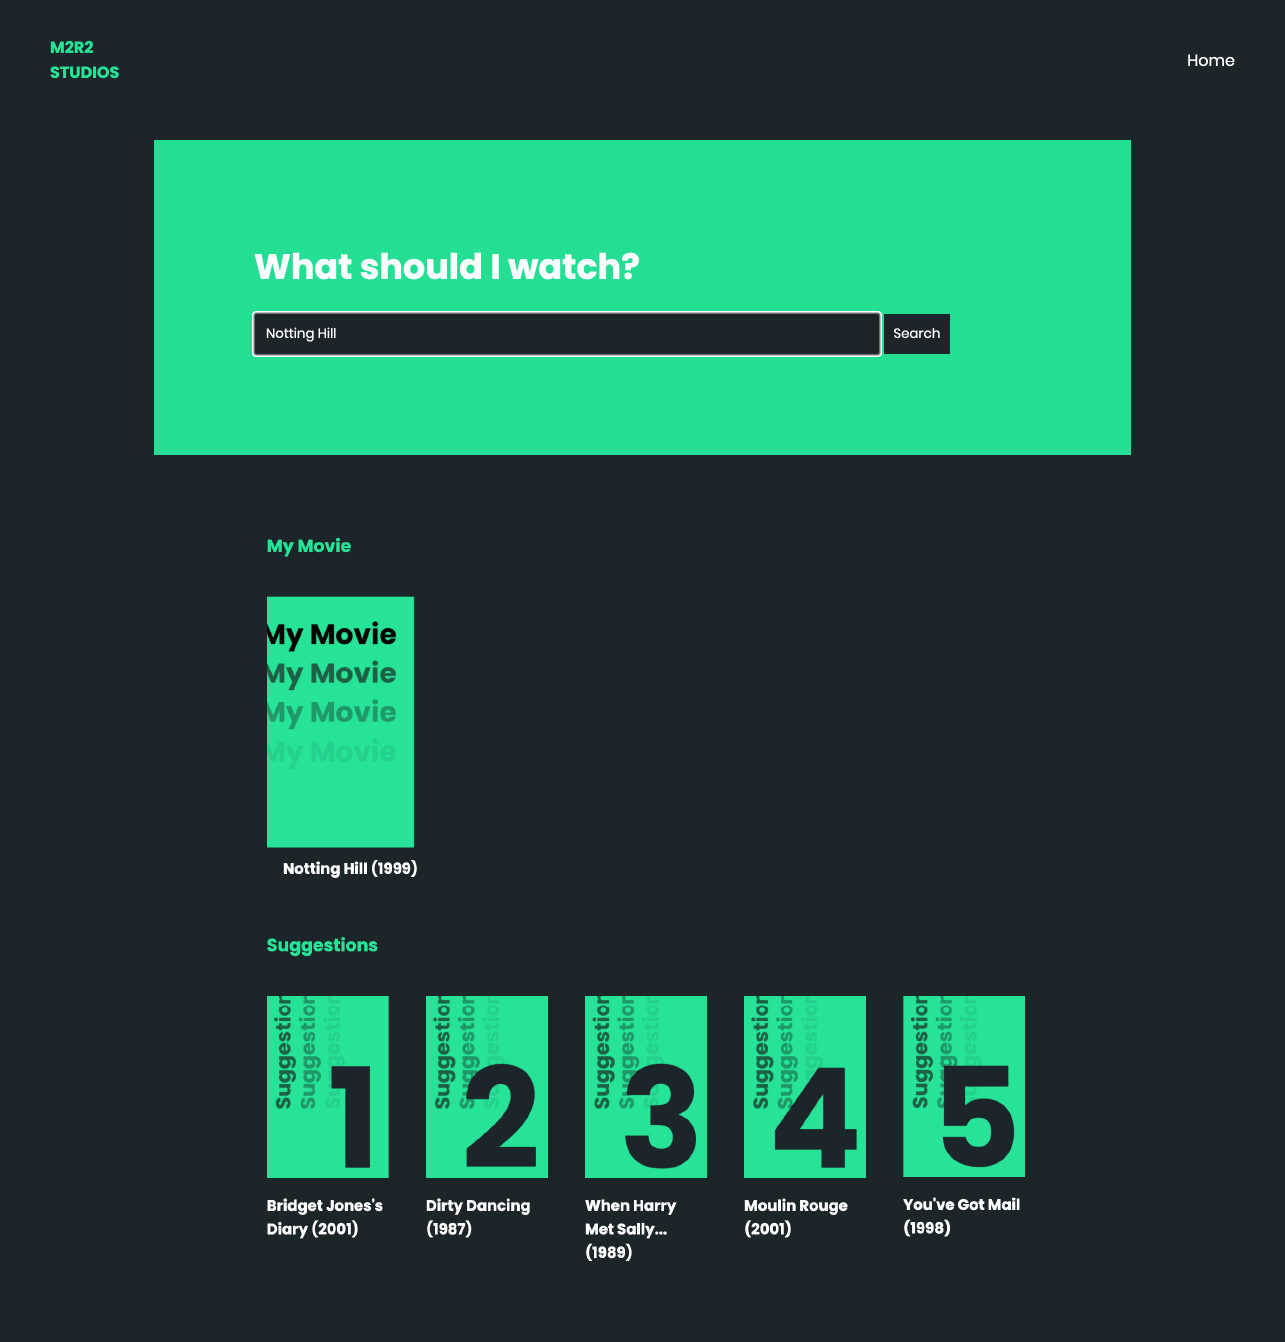 M2R2
STUDIOS
Home
What should I watch?
Notting Hill
Search
My Movie
My Movie
My Movie
My Movie
My Movie
Notting Hill (1999)
Suggestions
Suggestion
Suggestion
Suggestion
1
Suggestion
Suggestion
Suggestion
2
Suggestion
Suggestion
Suggestion
3
Suggestion
Suggestion
Suggestion
4
Suggestion
Suggestion
Suggestion
5
Bridget Jones's
Diary (2001)
Dirty Dancing
(1987)
When Harry
Met Sally...
(1989)
Moulin Rouge
(2001)
You've Got Mail
(1998)